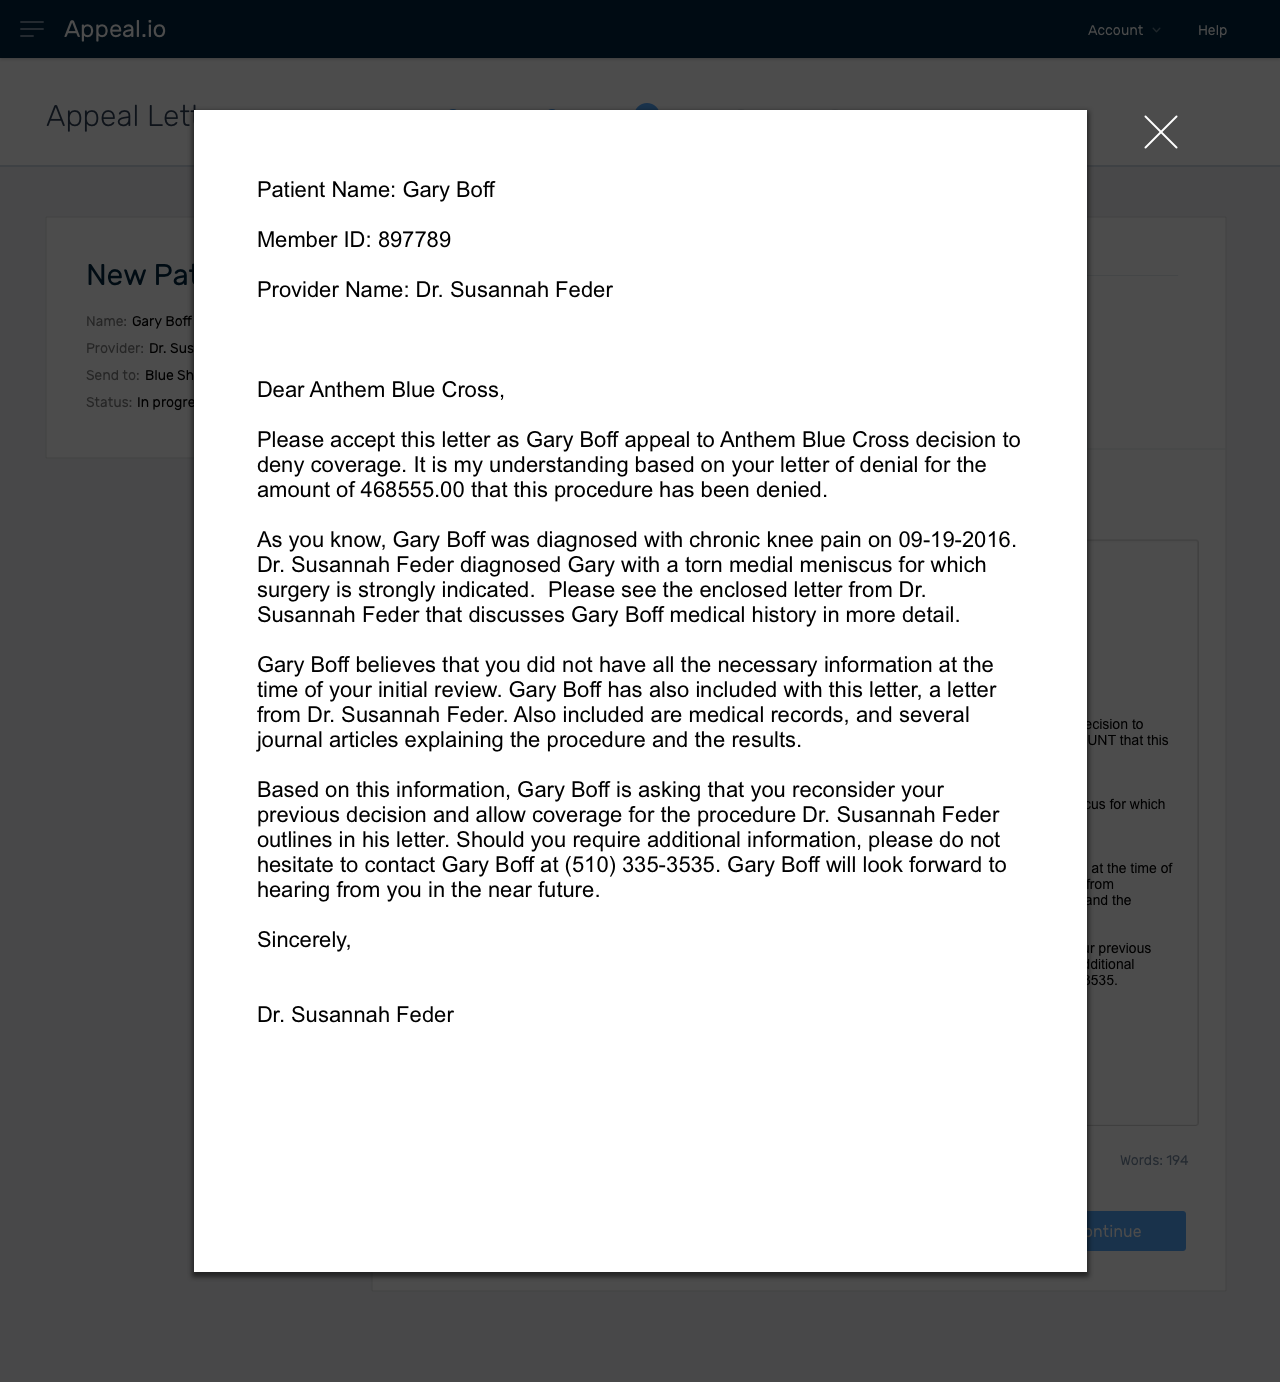 Appeal.io
Account
Help
Appeal
New
Name: Gary Boff
Provider: Dr.
Send to: Blue
Status: In
Patient Name: Gary Boff
Member ID: 897789
Provider Name: Dr. Susannah Feder
Dear Anthem Blue Cross,
Please accept this letter as Gary Boff appeal to Anthem Blue Cross decision to
deny coverage. It is my understanding based on your letter of denial for the
amount of 468555.00 that this procedure has been denied.
As you know, Gary Boff was diagnosed with chronic knee pain on 09-19-2016.
Dr. Susannah Feder diagnosed Gary with a torn medial meniscus for which
surgery is strongly indicated.  Please see the enclosed letter from Dr.
Susannah Feder that discusses Gary Boff medical history in more detail.
Gary Boff believes that you did not have all the necessary information at the
time of your initial review. Gary Boff has also included with this letter, a letter
from Dr. Susannah Feder. Also included are medical records, and several
journal articles explaining the procedure and the results.
Based on this information, Gary Boff is asking that you reconsider your
previous decision and allow coverage for the procedure Dr. Susannah Feder
outlines in his letter. Should you require additional information, please do not
hesitate to contact Gary Boff at (510) 335-3535. Gary Boff will look forward to
hearing from you in the near future.
Sincerely,
Dr. Susannah Feder
to
that this
for which
at the time of
from
and the
previous
Words: 194